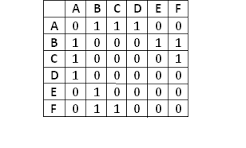 A B C D E F
A 0 1 1 1 0 0
B 1 0 0 0 1 1
C 1 0 0 0 0 1
D 1 0 0 0 0 0
E 0 1 0 0 0 0
F 0 1 1 0 0 0